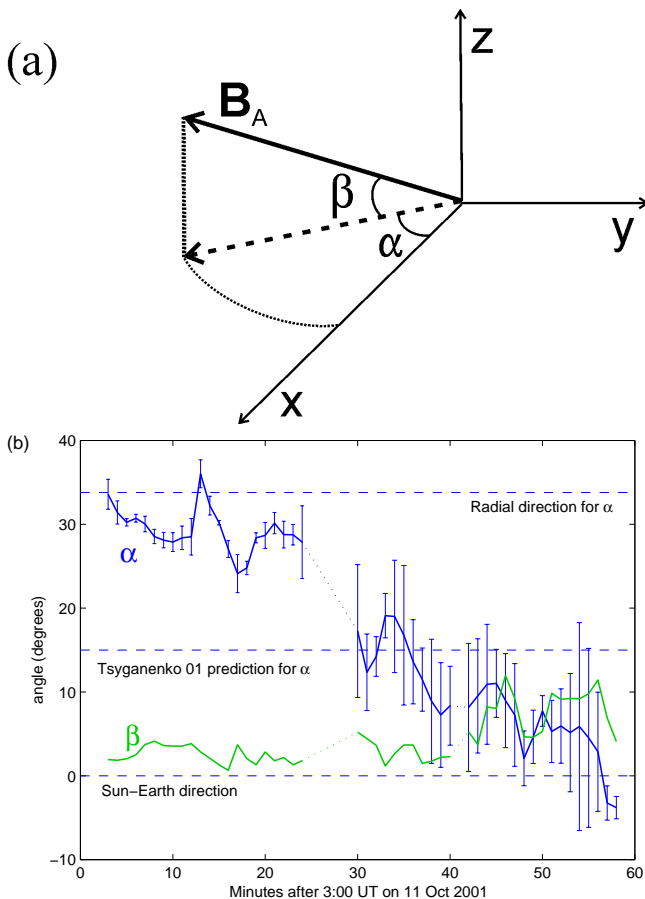 (a)
z
B_A
β
α
y
x
(b)
40
30
20
10
0
−10
angle (degrees)
Radial direction for α
α
Tsyganenko 01 prediction for α
β
Sun−Earth direction
0 10 20 30 40 50 60
Minutes after 3:00 UT on 11 Oct 2001